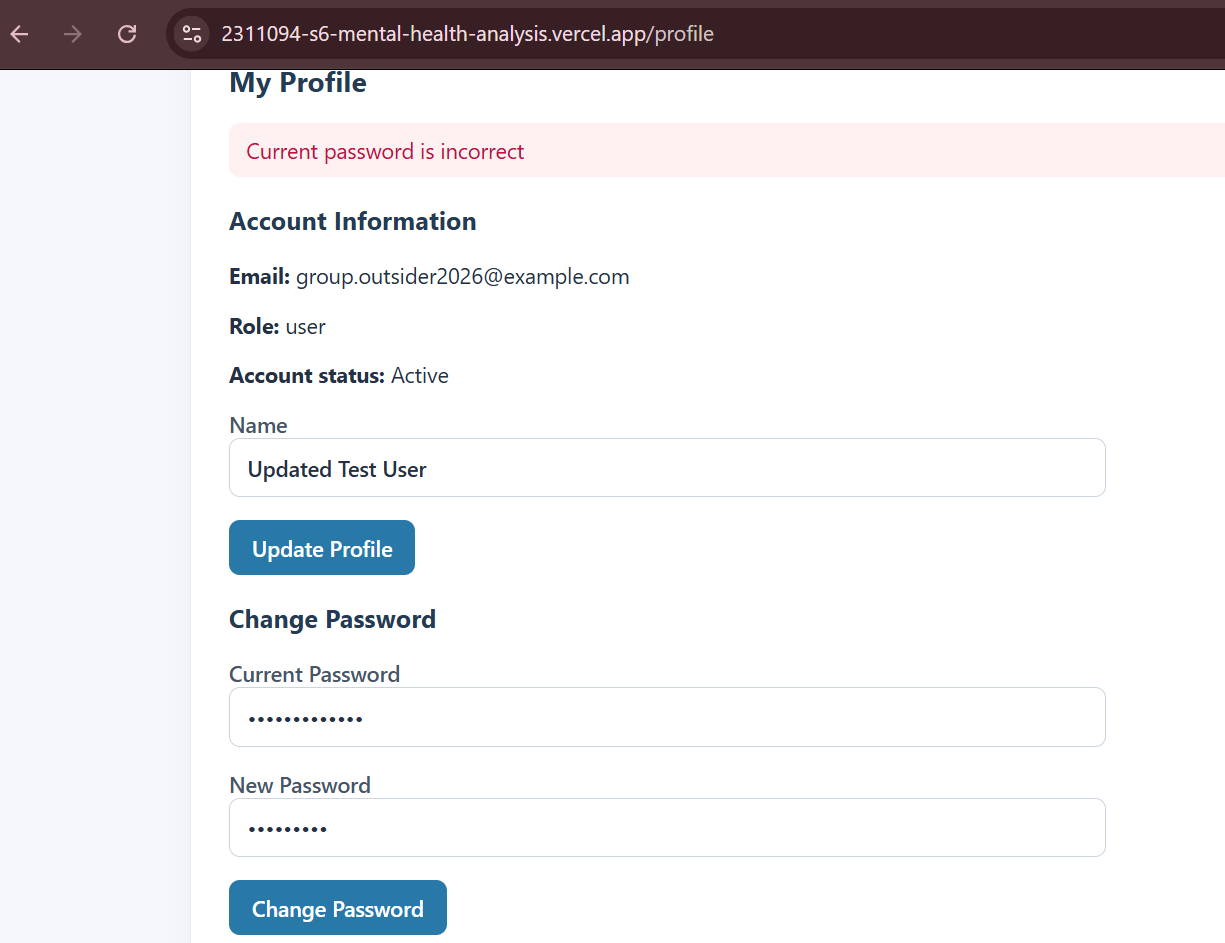 2311094-s6-mental-health-analysis.vercel.app/profile
My Profile
Current password is incorrect
Account Information
Email: group.outsider2026@example.com
Role: user
Account status: Active
Name
Updated Test User
Update Profile
Change Password
Current Password
•••••••••••••
New Password
•••••••••
Change Password